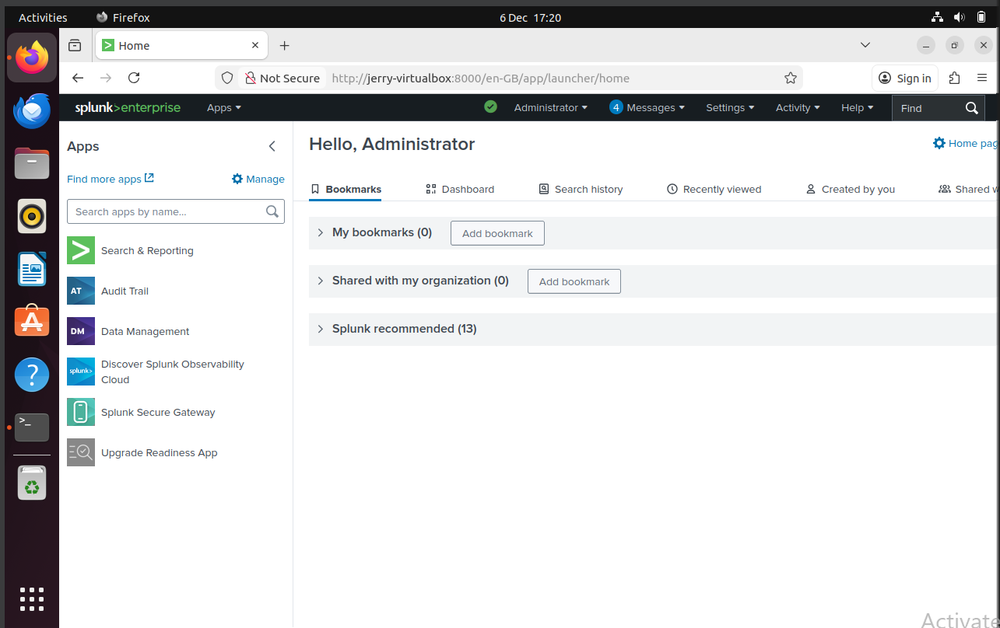 Activities
Firefox
6 Dec 17:20
Home
Not Secure
http://jerry-virtualbox:8000/en-GB/app/launcher/home
Sign in
splunk>enterprise
Apps
Administrator
4 Messages
Settings
Activity
Help
Find
Apps
Find more apps
Manage
Search apps by name...
Search & Reporting
AT
Audit Trail
DM
Data Management
splunk>
Discover Splunk Observability
Cloud
Splunk Secure Gateway
Upgrade Readiness App
Hello, Administrator
Home pag
Bookmarks
Dashboard
Search history
Recently viewed
Created by you
Shared w
My bookmarks (0)
Add bookmark
Shared with my organization (0)
Add bookmark
Splunk recommended (13)
>_
?
Activate